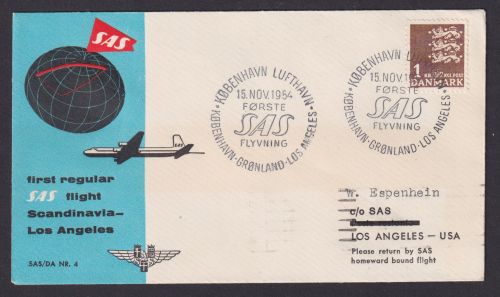 SAS
first regular
SAS flight
Scandinavia–
Los Angeles
SAS/DA NR. 4
KØBENHAVN LUFTHAVN
15.NOV.1954
FØRSTE
SAS
FLYVNING
KØBENHAVN-GRØNLAND-LOS ANGELES
KØBENHAVN LUFTHAVN
15.NOV.19
FØRSTE
SAS
FLYVNING
KØBENHAVN-GRØNLAND-LOS ANGELES
1
DANMARK
W. Espenhein
c/o SAS
LOS ANGELES – USA
Please return by SAS
homeward bound flight